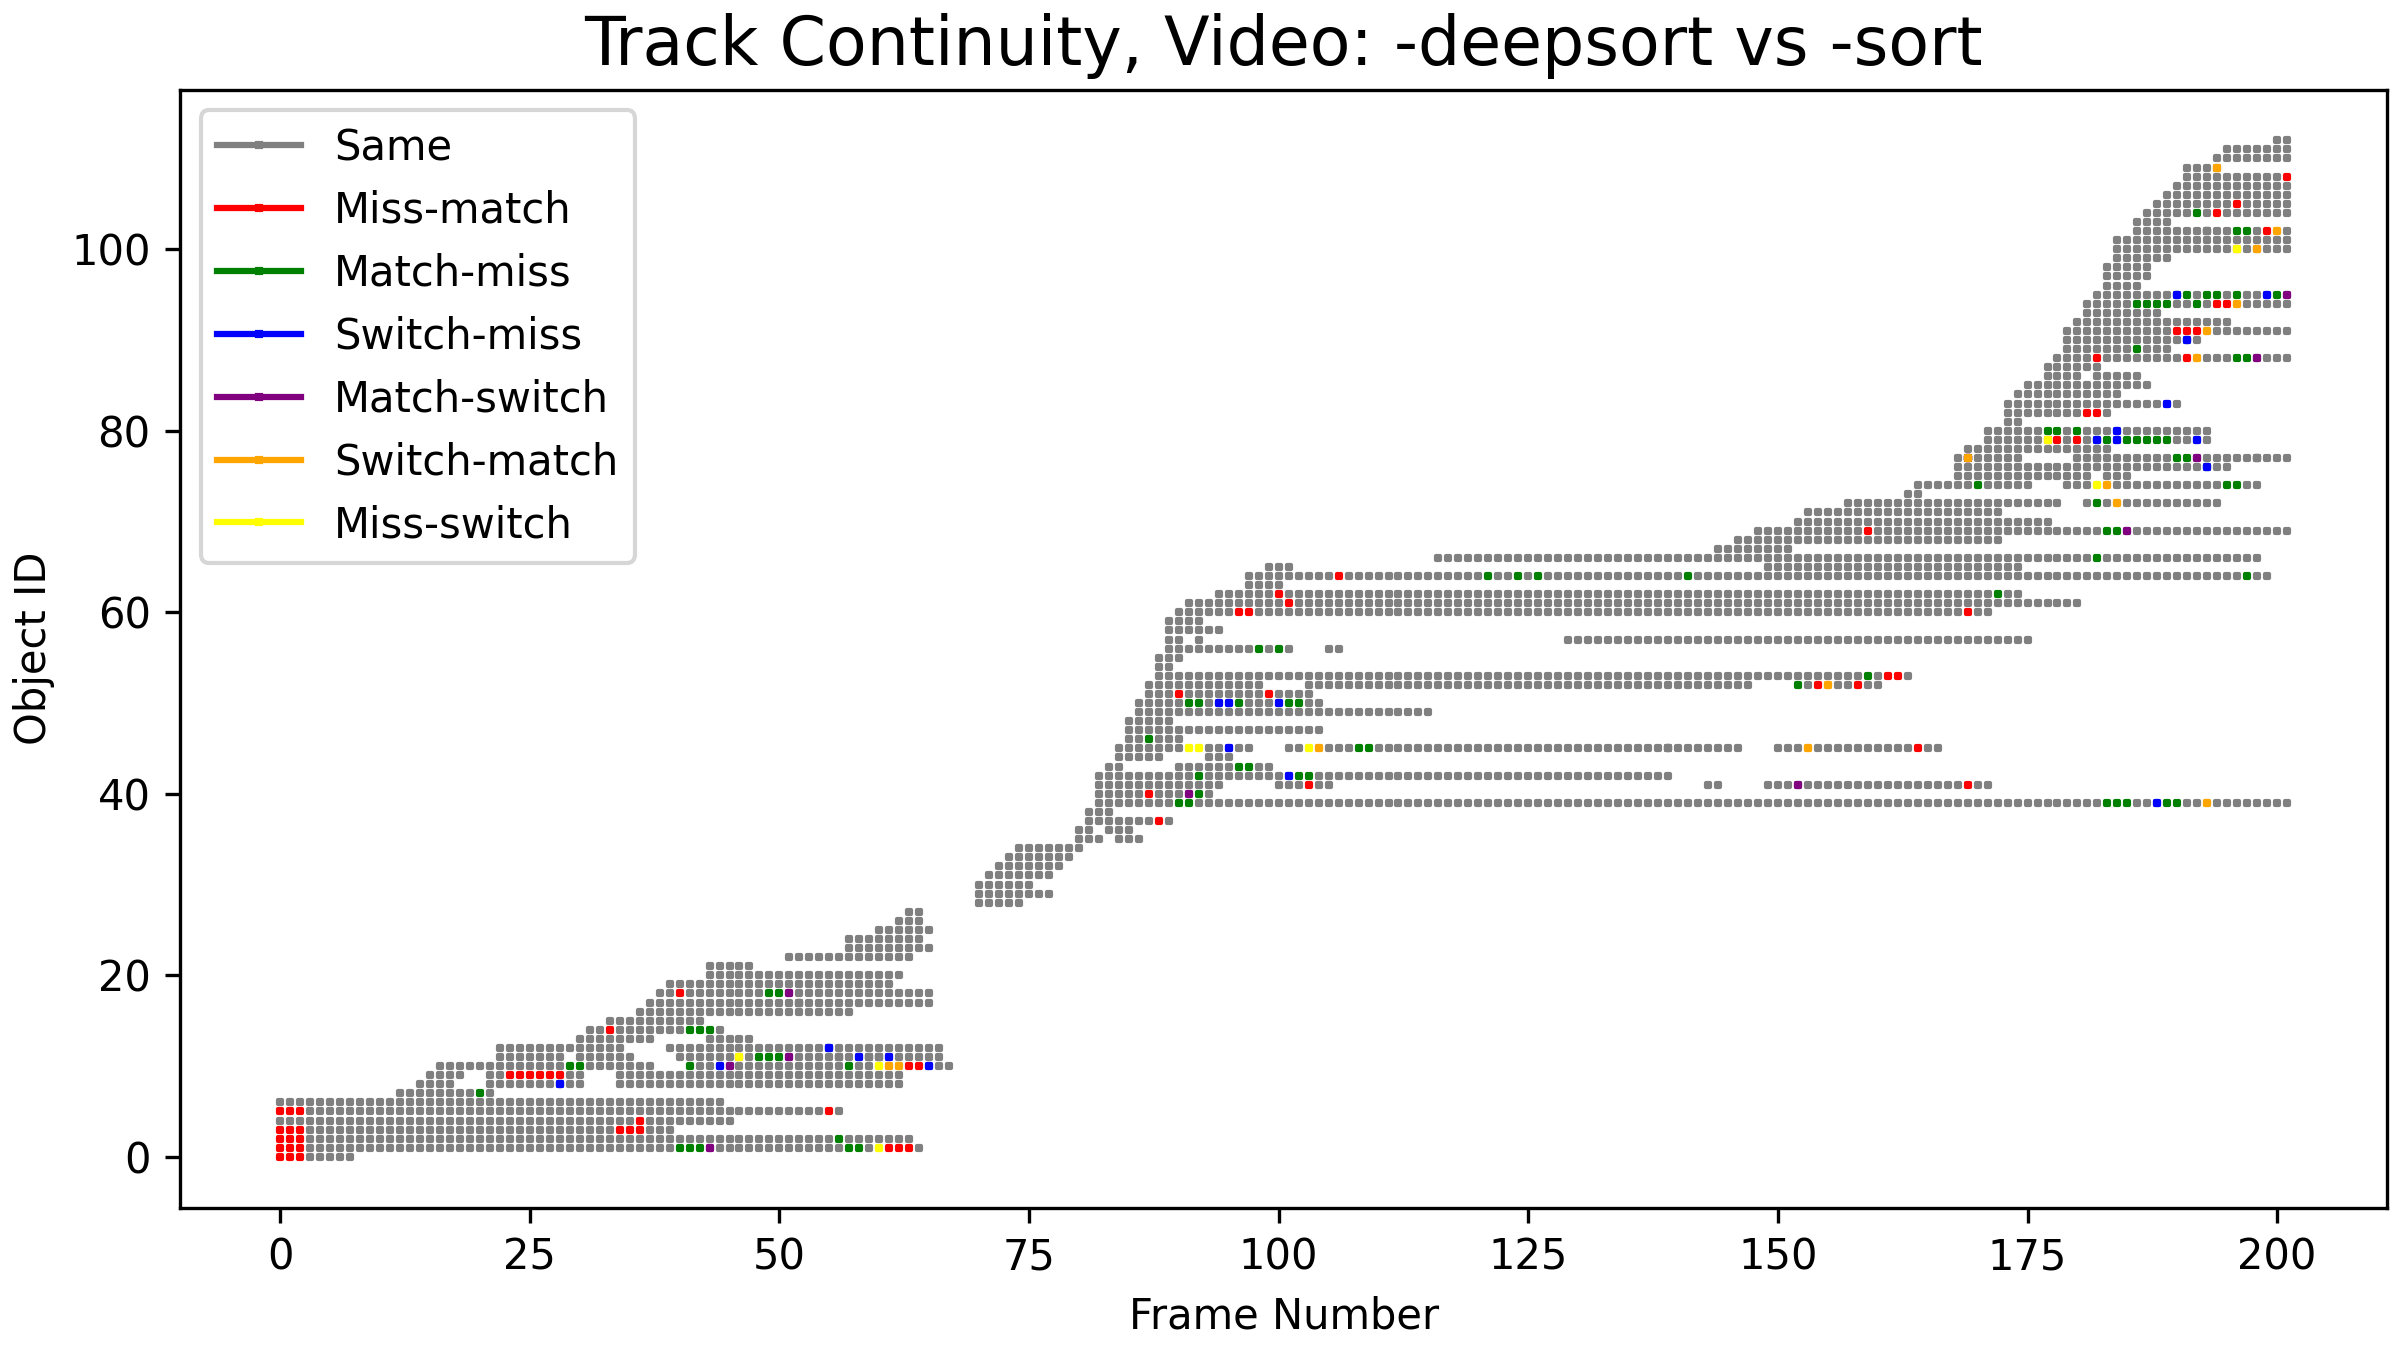 Track Continuity, Video: -deepsort vs -sort
Same
Miss-match
Match-miss
Switch-miss
Match-switch
Switch-match
Miss-switch
Object ID
100
80
60
40
20
0
0 25 50 75 100 125 150 175 200
Frame Number